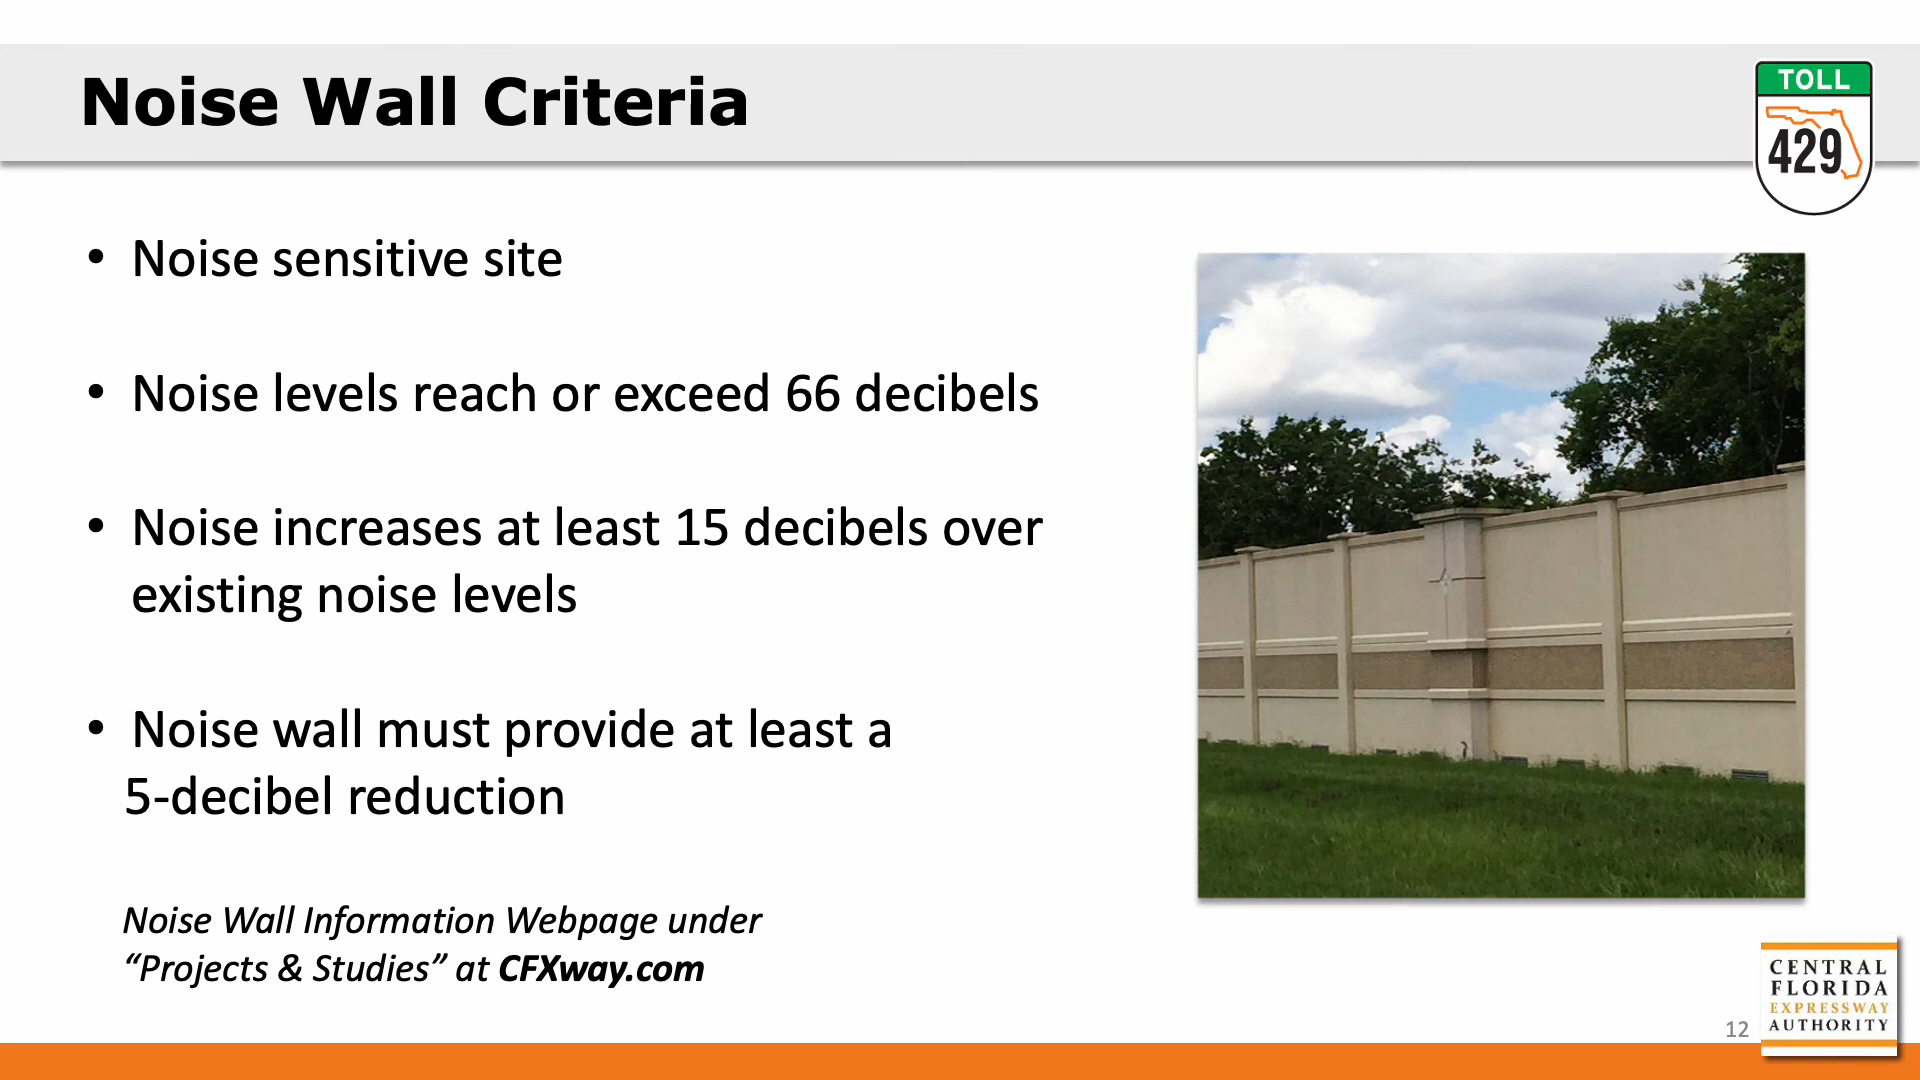 Noise Wall Criteria
TOLL
429
• Noise sensitive site
• Noise levels reach or exceed 66 decibels
• Noise increases at least 15 decibels over
existing noise levels
• Noise wall must provide at least a
5-decibel reduction
Noise Wall Information Webpage under
“Projects & Studies” at CFXway.com
12
CENTRAL
FLORIDA
EXPRESSWAY
AUTHORITY